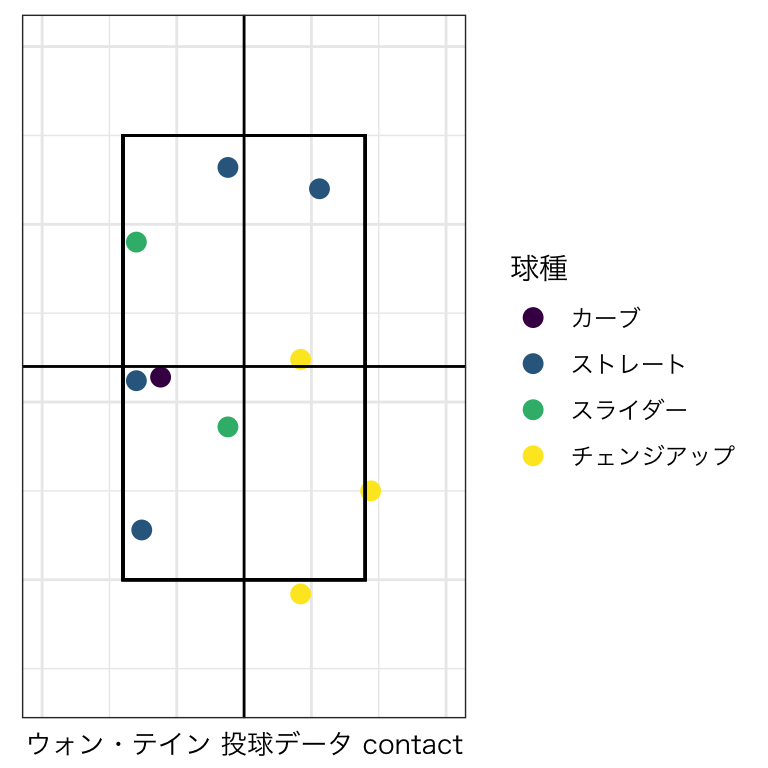 球種
カーブ
ストレート
スライダー
チェンジアップ
ウォン・テイン 投球データ contact